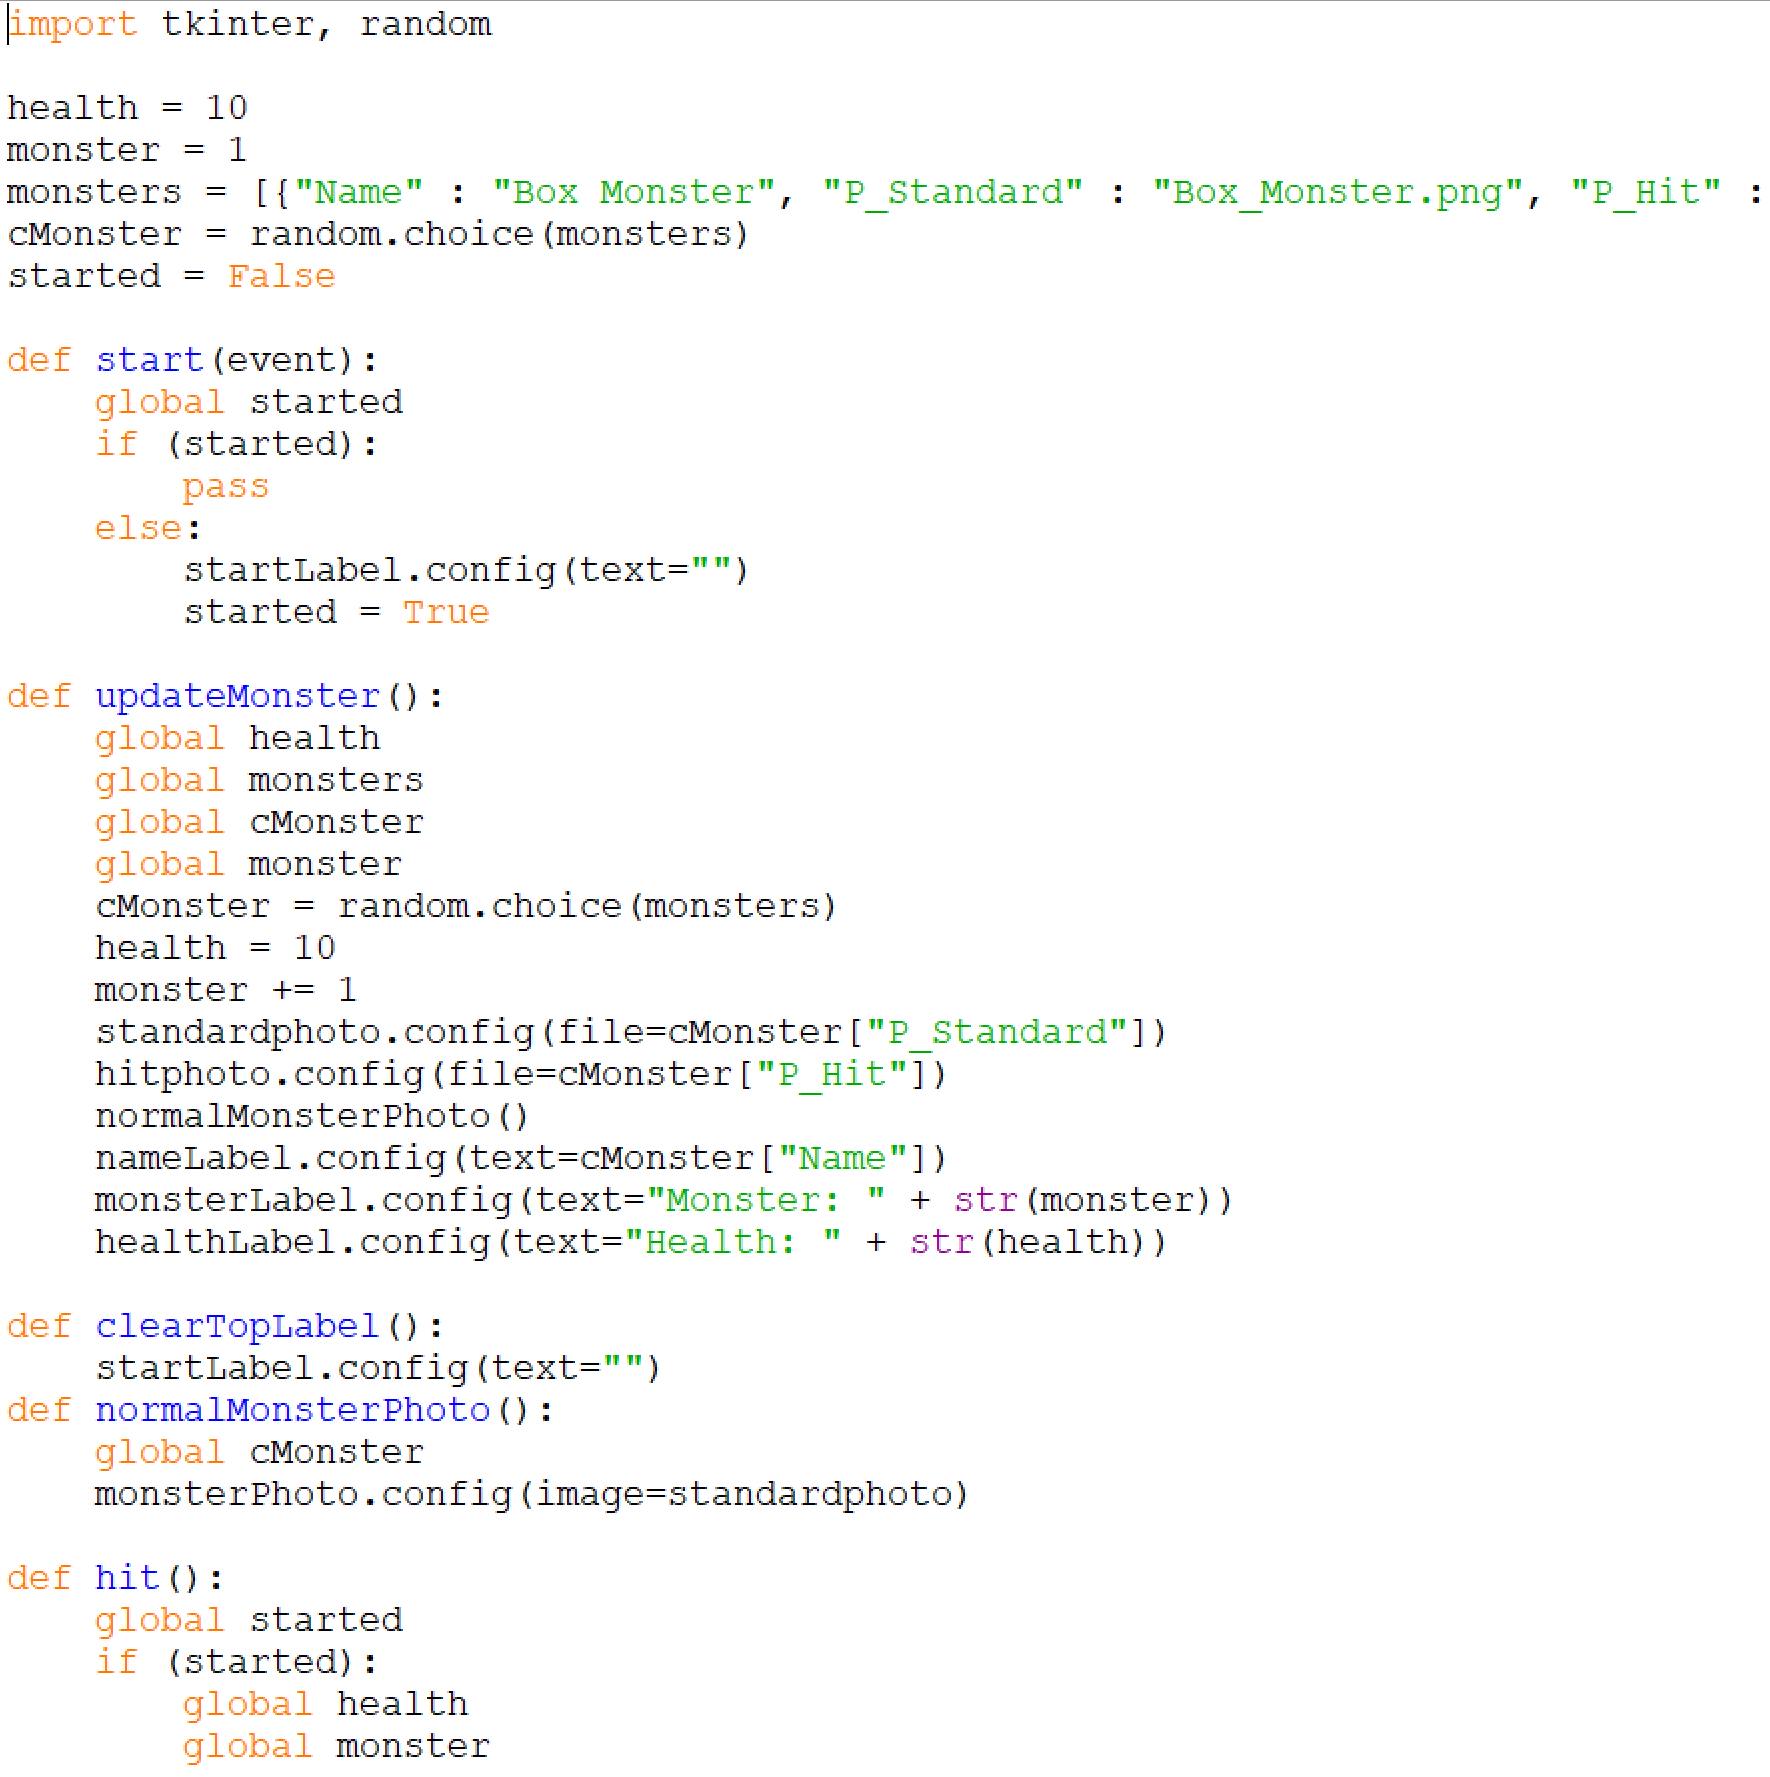 import tkinter, random

health = 10
monster = 1
monsters = [{"Name" : "Box Monster", "P_Standard" : "Box_Monster.png", "P_Hit" :
cMonster = random.choice(monsters)
started = False

def start(event):
    global started
    if (started):
        pass
    else:
        startLabel.config(text="")
        started = True

def updateMonster():
    global health
    global monsters
    global cMonster
    global monster
    cMonster = random.choice(monsters)
    health = 10
    monster += 1
    standardphoto.config(file=cMonster["P_Standard"])
    hitphoto.config(file=cMonster["P_Hit"])
    normalMonsterPhoto()
    nameLabel.config(text=cMonster["Name"])
    monsterLabel.config(text="Monster: " + str(monster))
    healthLabel.config(text="Health: " + str(health))

def clearTopLabel():
    startLabel.config(text="")
def normalMonsterPhoto():
    global cMonster
    monsterPhoto.config(image=standardphoto)

def hit():
    global started
    if (started):
        global health
        global monster